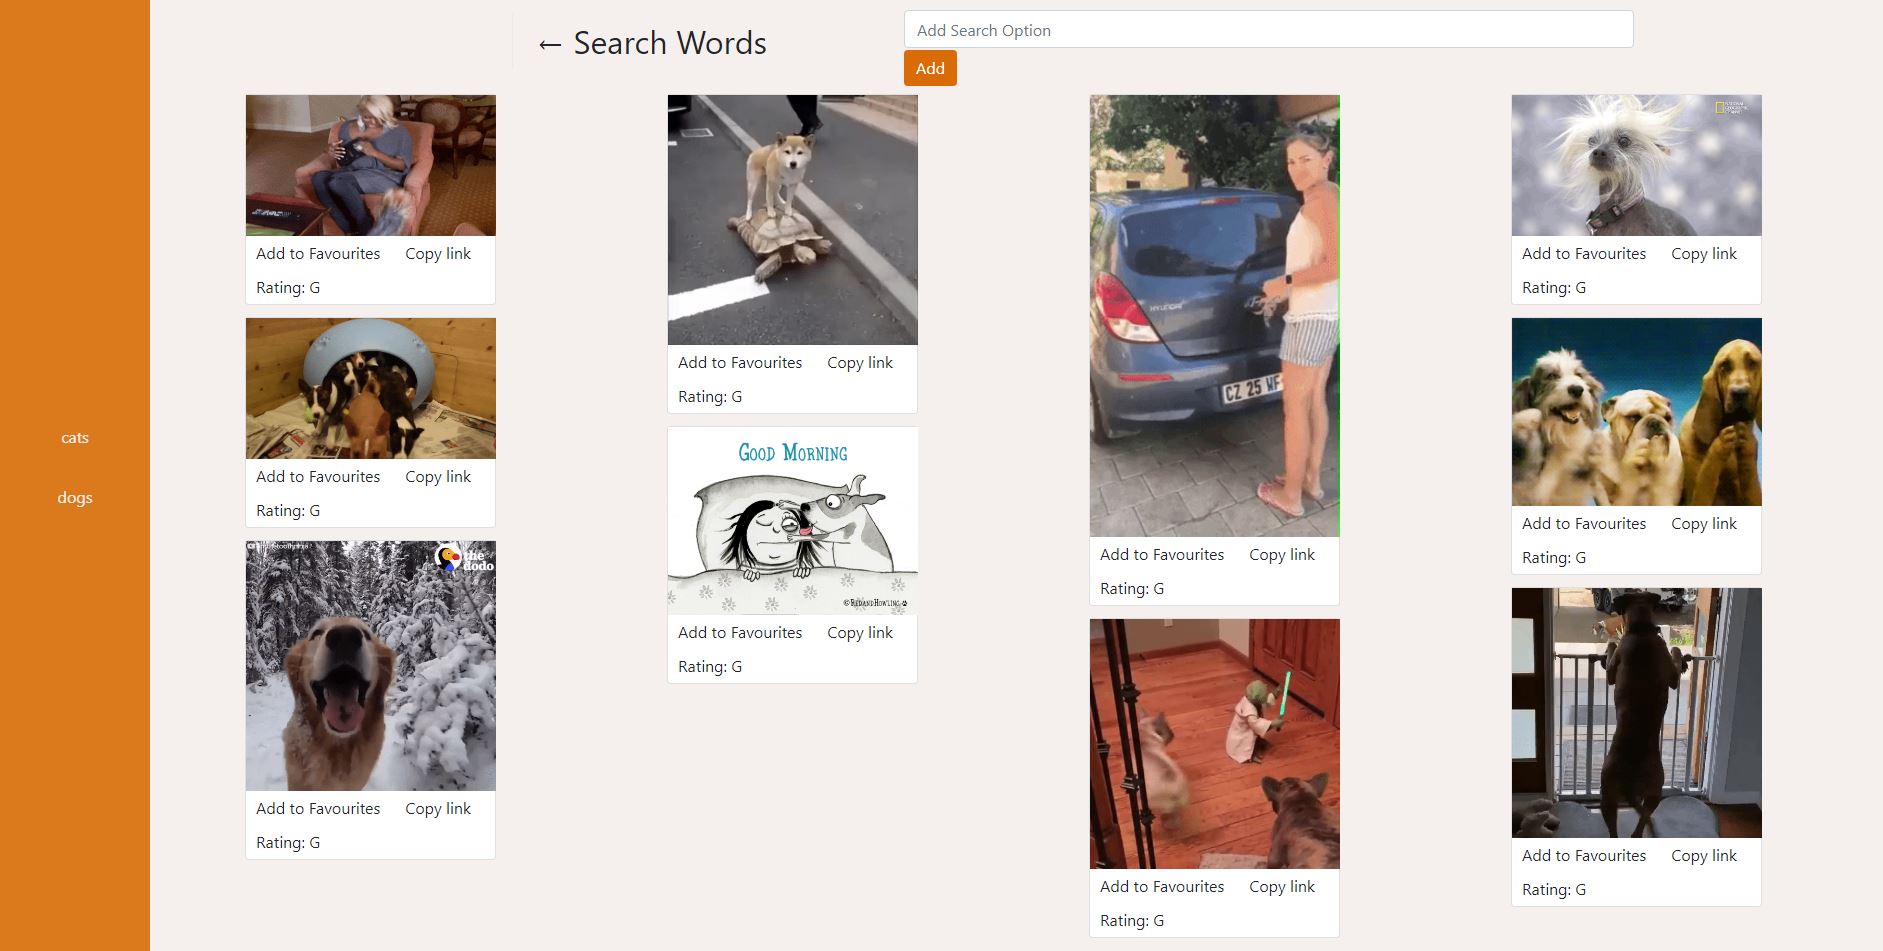 ← Search Words
Add Search Option
Add
cats
dogs
Add to Favourites Copy link
Rating: G
Add to Favourites Copy link
Rating: G
the
dodo
Add to Favourites Copy link
Rating: G
Add to Favourites Copy link
Rating: G
GOOD MORNING
©REDANDHOWLING
Add to Favourites Copy link
Rating: G
HYUNDAI
CZ 25 WF
Add to Favourites Copy link
Rating: G
Add to Favourites Copy link
Rating: G
NATIONAL
GEOGRAPHIC
CHANNEL
Add to Favourites Copy link
Rating: G
Add to Favourites Copy link
Rating: G
Add to Favourites Copy link
Rating: G